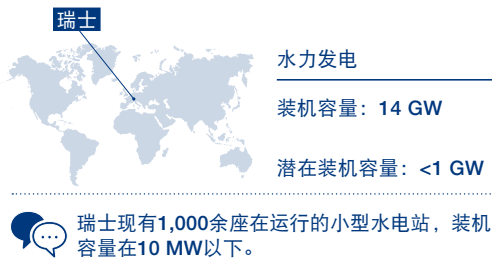 瑞士
水力发电
装机容量：14 GW
潜在装机容量：<1 GW
瑞士现有1,000余座在运行的小型水电站，装机
容量在10 MW以下。